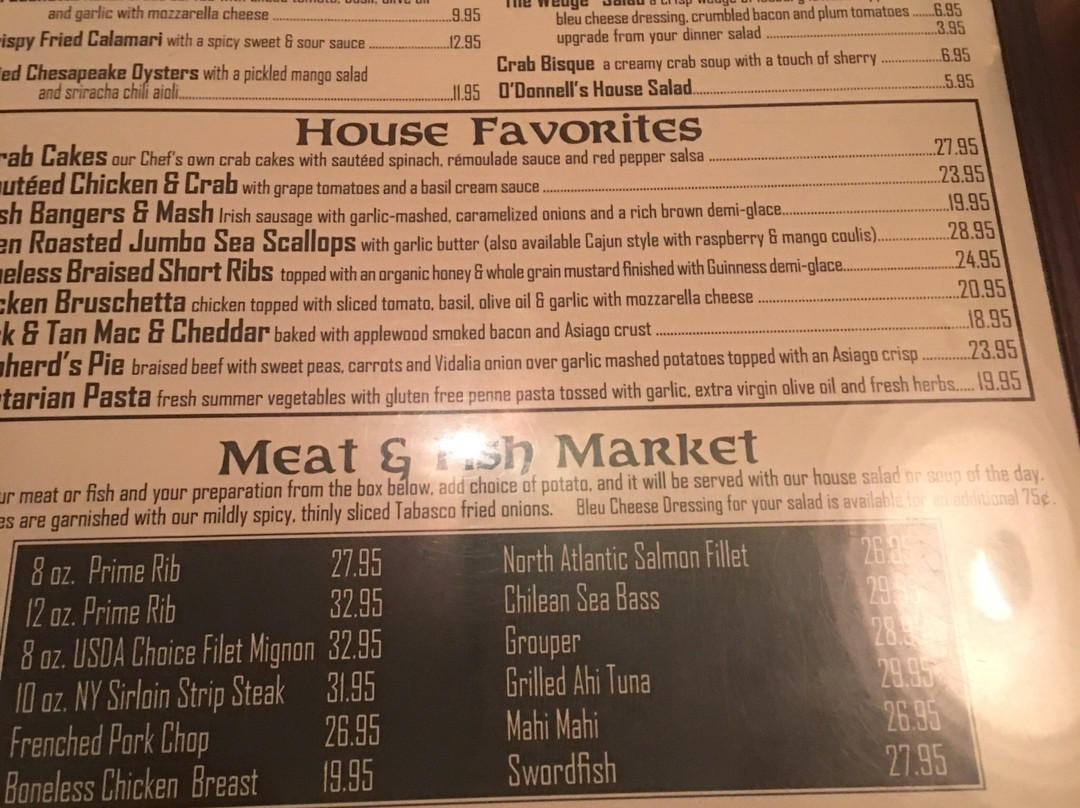 and garlic with mozzarella cheese ........ 9.95
ispy Fried Calamari with a spicy sweet & sour sauce ........ 12.95
ied Chesapeake Oysters with a pickled mango salad
and sriracha chili aioli........ 11.95
bleu cheese dressing, crumbled bacon and plum tomatoes ......6.95
upgrade from your dinner salad ........3.95
Crab Bisque a creamy crab soup with a touch of sherry ........6.95
O'Donnell's House Salad........5.95
House Favorites
rab Cakes our Chef's own crab cakes with sautéed spinach, rémoulade sauce and red pepper salsa ........27.95
utéed Chicken & Crab with grape tomatoes and a basil cream sauce ........23.95
sh Bangers & Mash Irish sausage with garlic-mashed, caramelized onions and a rich brown demi-glace........19.95
en Roasted Jumbo Sea Scallops with garlic butter (also available Cajun style with raspberry & mango coulis)........28.95
neless Braised Short Ribs topped with an organic honey & whole grain mustard finished with Guinness demi-glace........24.95
cken Bruschetta chicken topped with sliced tomato, basil, olive oil & garlic with mozzarella cheese ........20.95
k & Tan Mac & Cheddar baked with applewood smoked bacon and Asiago crust ........18.95
pherd's Pie braised beef with sweet peas, carrots and Vidalia onion over garlic mashed potatoes topped with an Asiago crisp ........23.95
tarian Pasta fresh summer vegetables with gluten free penne pasta tossed with garlic, extra virgin olive oil and fresh herbs..... 19.95
Meat & Fish Market
ur meat or fish and your preparation from the box below, add choice of potato, and it will be served with our house salad or soup of the day.
es are garnished with our mildly spicy, thinly sliced Tabasco fried onions. Bleu Cheese Dressing for your salad is available for an additional 75¢.
8 oz. Prime Rib 27.95
12 oz. Prime Rib 32.95
8 oz. USDA Choice Filet Mignon 32.95
10 oz. NY Sirloin Strip Steak 31.95
Frenched Pork Chop 26.95
Boneless Chicken Breast 19.95
North Atlantic Salmon Fillet
Chilean Sea Bass
Grouper
Grilled Ahi Tuna 29.95
Mahi Mahi 26.95
Swordfish 27.95